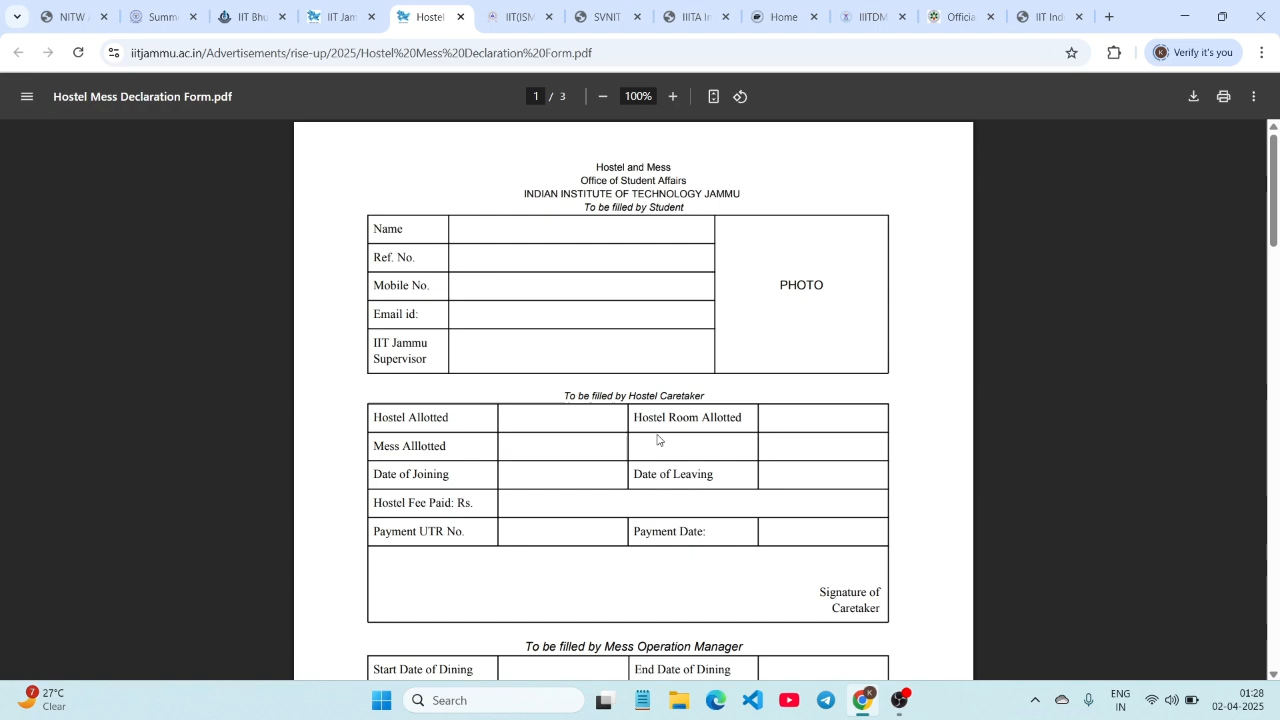 NITW
Summ
IIT Bhu
IIT Jam
Hostel
IIT(ISM
SVNIT
IIITA Ir
Home
IIITDM
Officia
IIT Ind
iitjammu.ac.in/Advertisements/rise-up/2025/Hostel%20Mess%20Declaration%20Form.pdf
Verify it's you
Hostel Mess Declaration Form.pdf
1 / 3
100%
Hostel and Mess
Office of Student Affairs
INDIAN INSTITUTE OF TECHNOLOGY JAMMU
To be filled by Student
Name
Ref. No.
Mobile No.
PHOTO
Email id:
IIT Jammu
Supervisor
To be filled by Hostel Caretaker
Hostel Allotted Hostel Room Allotted
Mess Alllotted
Date of Joining Date of Leaving
Hostel Fee Paid: Rs.
Payment UTR No. Payment Date:
Signature of
Caretaker
To be filled by Mess Operation Manager
Start Date of Dining End Date of Dining
7
27°C
Clear
Search
K
ENG
IN
01:28
02-04-2025